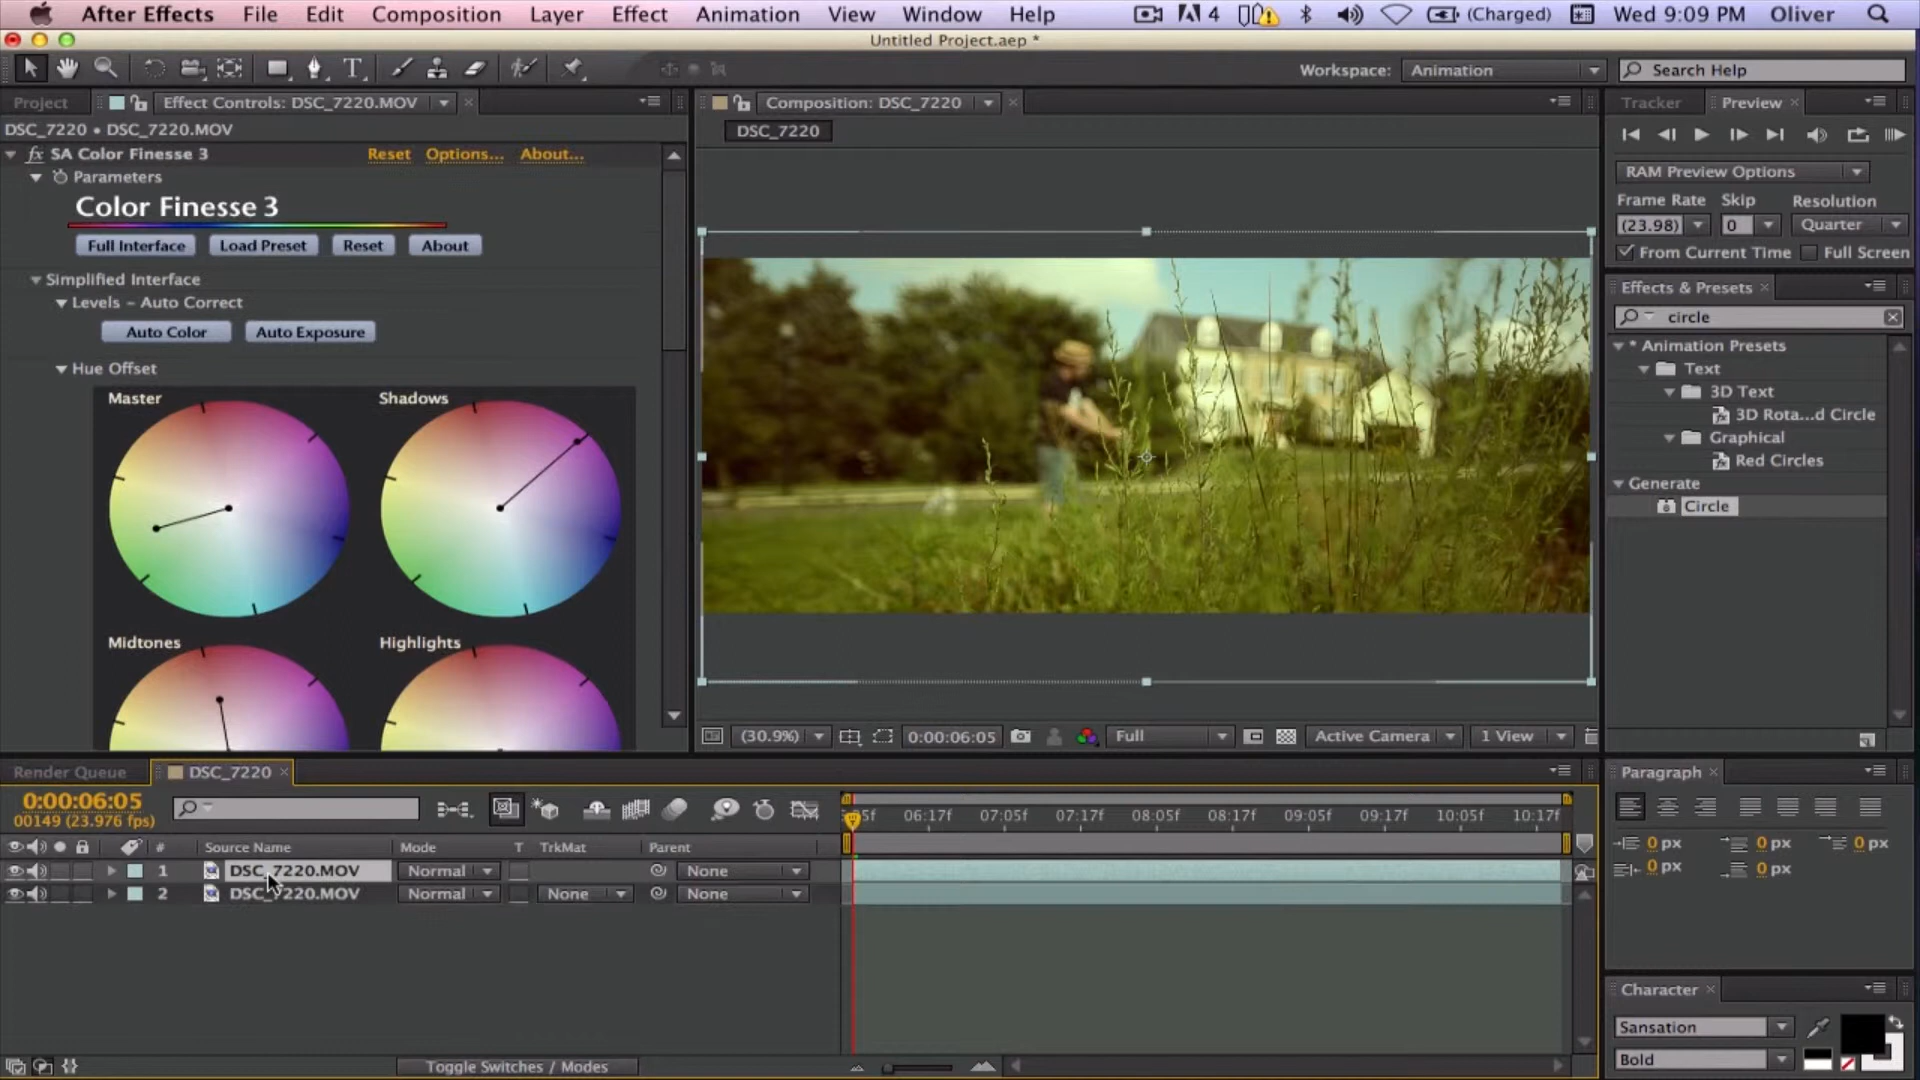 After Effects File Edit Composition Layer Effect Animation View Window Help 4 (Charged) Wed 9:09 PM Oliver
Untitled Project.aep *
T Workspace: Animation Search Help
Project Effect Controls: DSC_7220.MOV Composition: DSC_7220 Tracker Preview
DSC_7220 • DSC_7220.MOV
DSC_7220
fx SA Color Finesse 3 Reset Options... About...
Parameters
Color Finesse 3
Full Interface Load Preset Reset About
Simplified Interface
Levels - Auto Correct
Auto Color Auto Exposure
Hue Offset
Master Shadows
Midtones Highlights
RAM Preview Options
Frame Rate Skip Resolution
(23.98) 0 Quarter
From Current Time Full Screen
Effects & Presets
circle
* Animation Presets
Text
3D Text
3D Rota...d Circle
Graphical
Red Circles
Generate
Circle
(30.9%) 0:00:06:05 Full Active Camera 1 View
Render Queue DSC_7220
0:00:06:05
00149 (23.976 fps)
5f 06:17f 07:05f 07:17f 08:05f 08:17f 09:05f 09:17f 10:05f 10:17f
# Source Name Mode T TrkMat Parent
1 DSC_7220.MOV Normal None
2 DSC_7220.MOV Normal None None
Toggle Switches / Modes
Paragraph
0 px 0 px 0 px
0 px 0 px
Character
Sansation
Bold